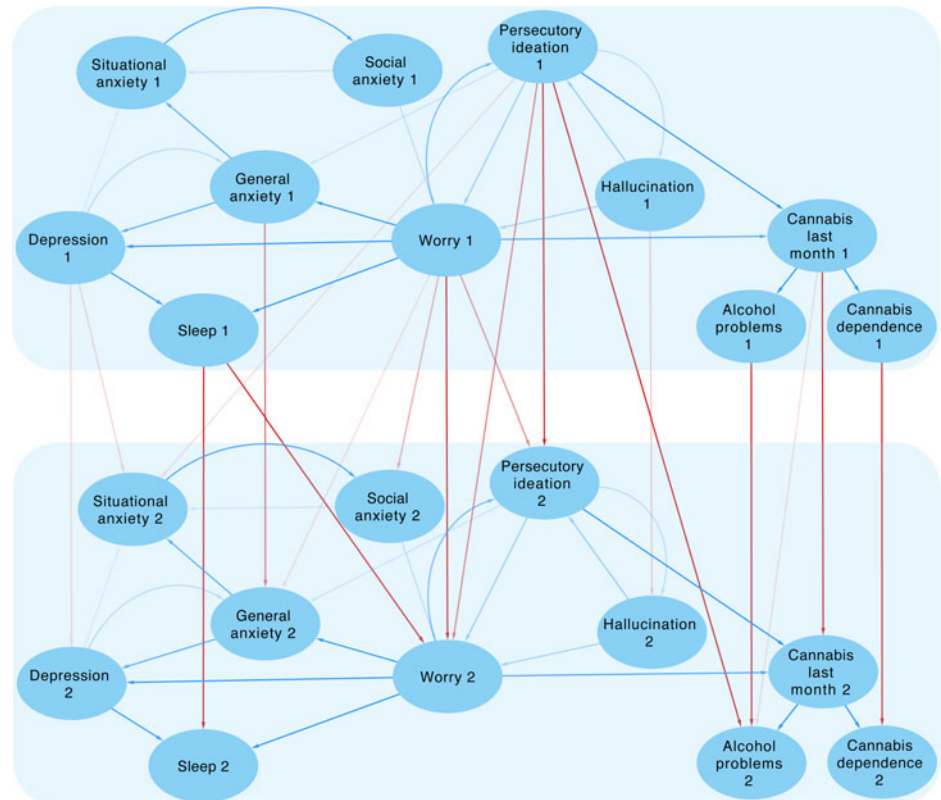 Persecutory
ideation
1
Situational
anxiety 1
Social
anxiety 1
General
anxiety 1
Hallucination
1
Depression
1
Worry 1
Cannabis
last
month 1
Sleep 1
Alcohol
problems
1
Cannabis
dependence
1
Persecutory
ideation
2
Situational
anxiety 2
Social
anxiety 2
General
anxiety 2
Hallucination
2
Depression
2
Worry 2
Cannabis
last
month 2
Sleep 2
Alcohol
problems
2
Cannabis
dependence
2